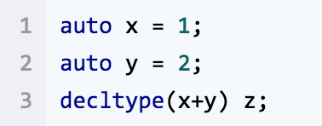 1 auto x = 1;
2 auto y = 2;
3 decltype(x+y) z;